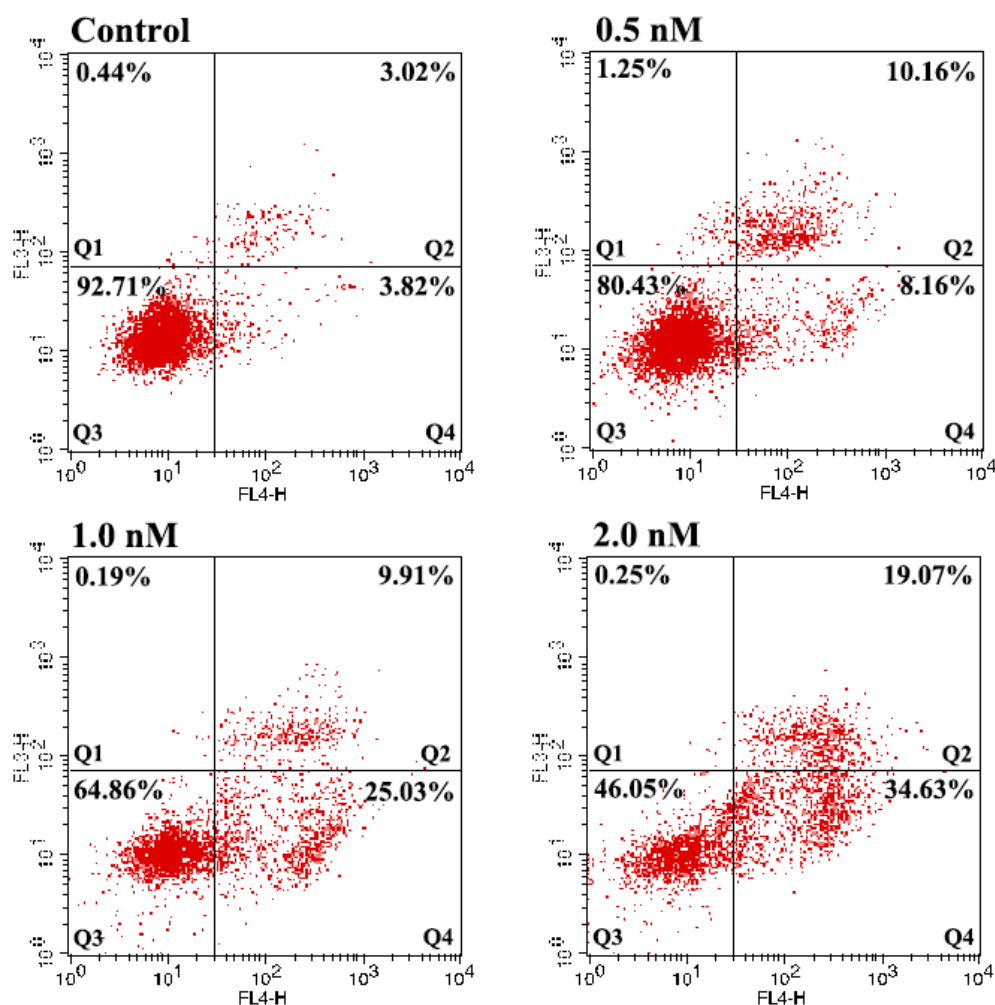 Control
0.44% 3.02%
Q1 Q2
92.71% 3.82%
Q3 Q4
10^4
10^3
10^2
10^1
10^0
FL3-H
10^0 10^1 10^2 10^3 10^4
FL4-H
0.5 nM
1.25% 10.16%
Q1 Q2
80.43% 8.16%
Q3 Q4
10^4
10^3
10^2
10^1
10^0
FL3-H
10^0 10^1 10^2 10^3 10^4
FL4-H
1.0 nM
0.19% 9.91%
Q1 Q2
64.86% 25.03%
Q3 Q4
10^4
10^3
10^2
10^1
10^0
FL3-H
10^0 10^1 10^2 10^3 10^4
FL4-H
2.0 nM
0.25% 19.07%
Q1 Q2
46.05% 34.63%
Q3 Q4
10^4
10^3
10^2
10^1
10^0
FL3-H
10^0 10^1 10^2 10^3 10^4
FL4-H